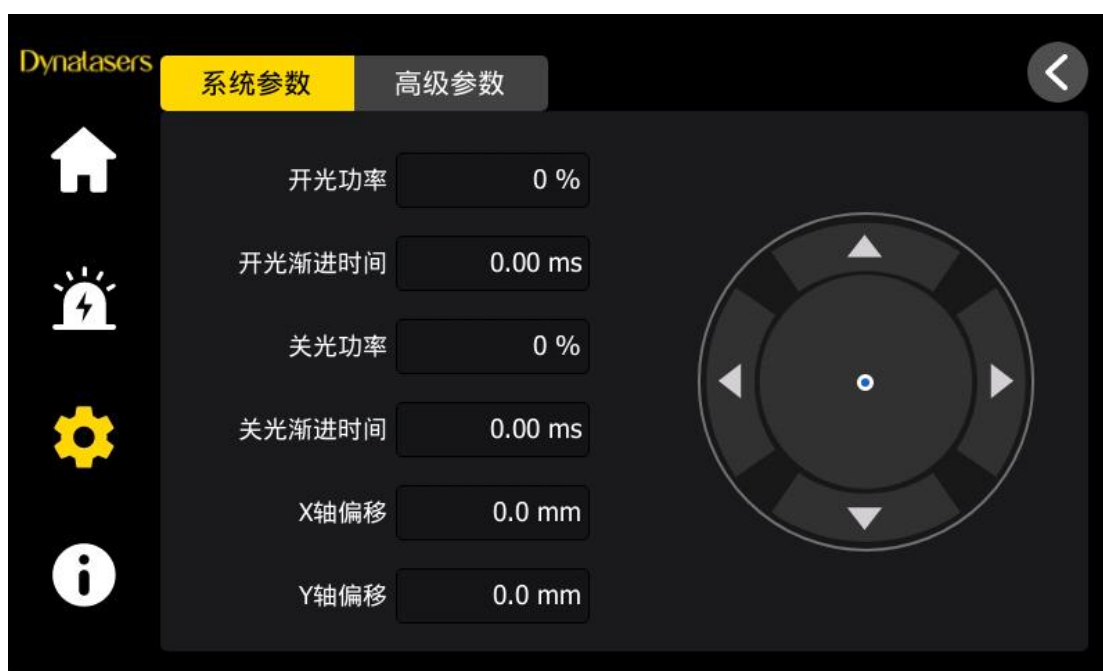 Dynalasers
系统参数 高级参数
开光功率 0 %
开光渐进时间 0.00 ms
关光功率 0 %
关光渐进时间 0.00 ms
X轴偏移 0.0 mm
Y轴偏移 0.0 mm